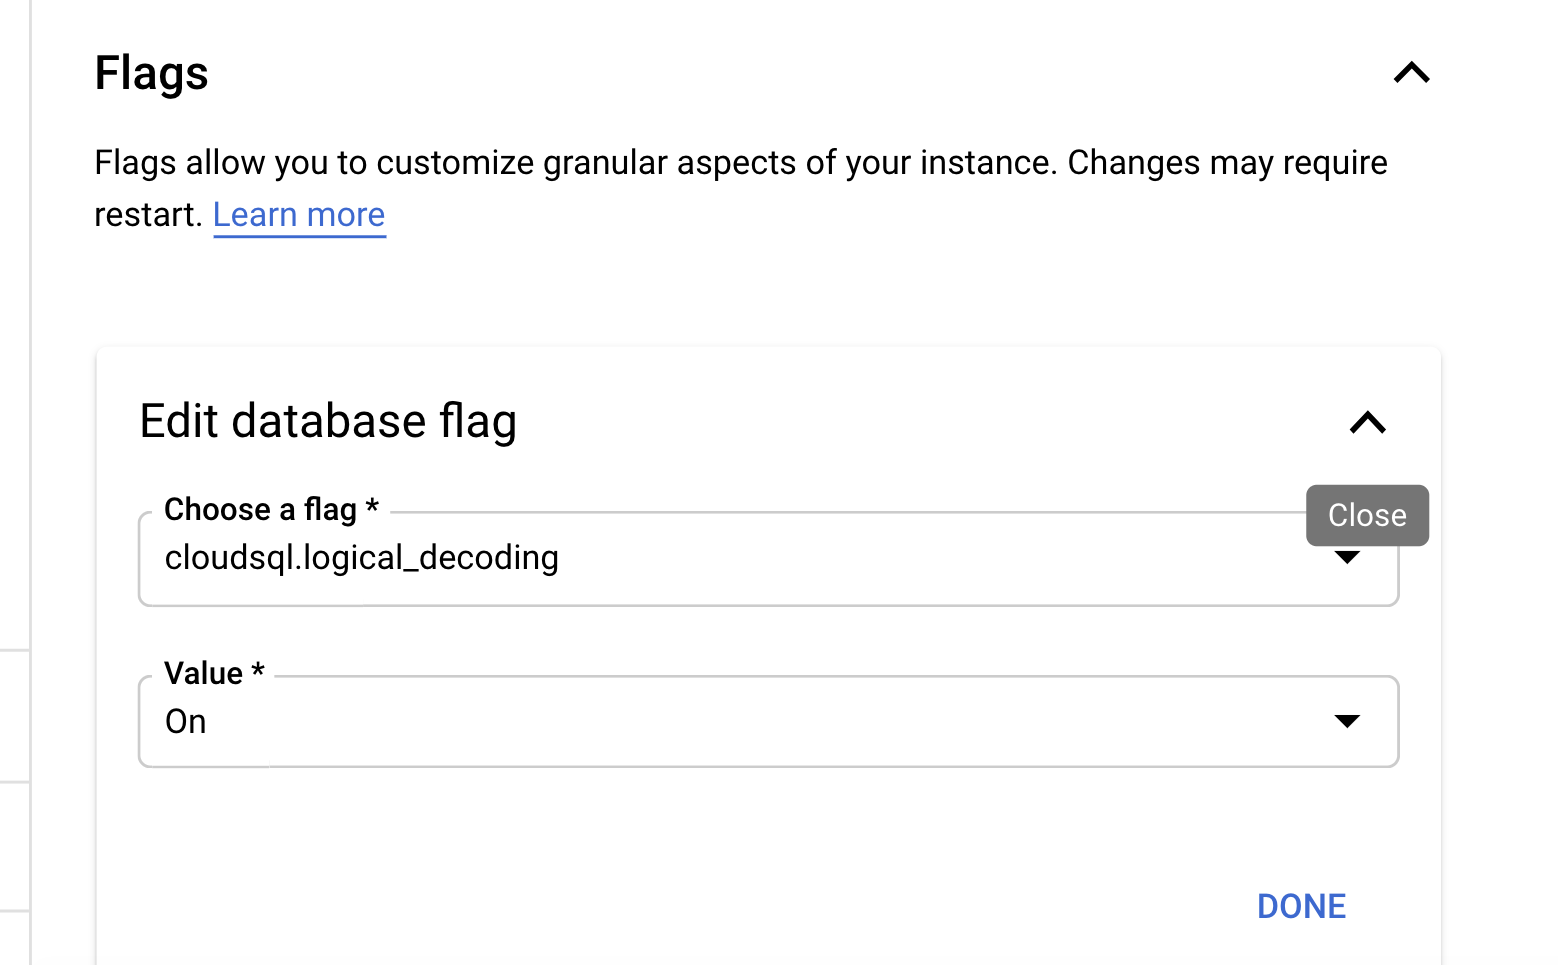 Flags
Flags allow you to customize granular aspects of your instance. Changes may require
restart. Learn more
Edit database flag
Choose a flag *
Close
cloudsql.logical_decoding
Value *
On
DONE